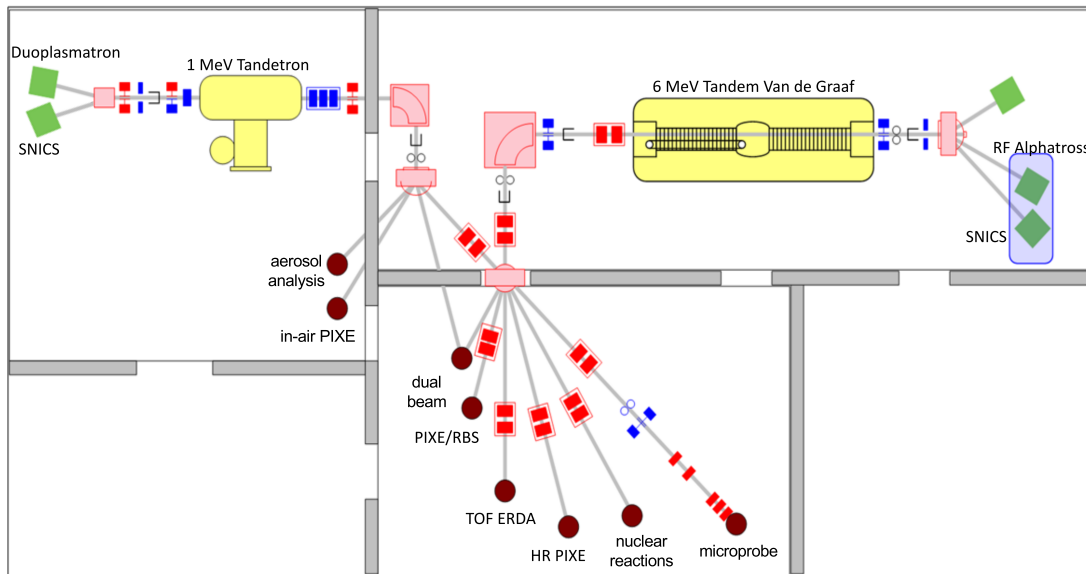 Duoplasmatron
1 MeV Tandetron
6 MeV Tandem Van de Graaf
SNICS
RF Alphatross
SNICS
aerosol
analysis
in-air PIXE
dual
beam
PIXE/RBS
TOF ERDA
HR PIXE
nuclear
reactions
microprobe